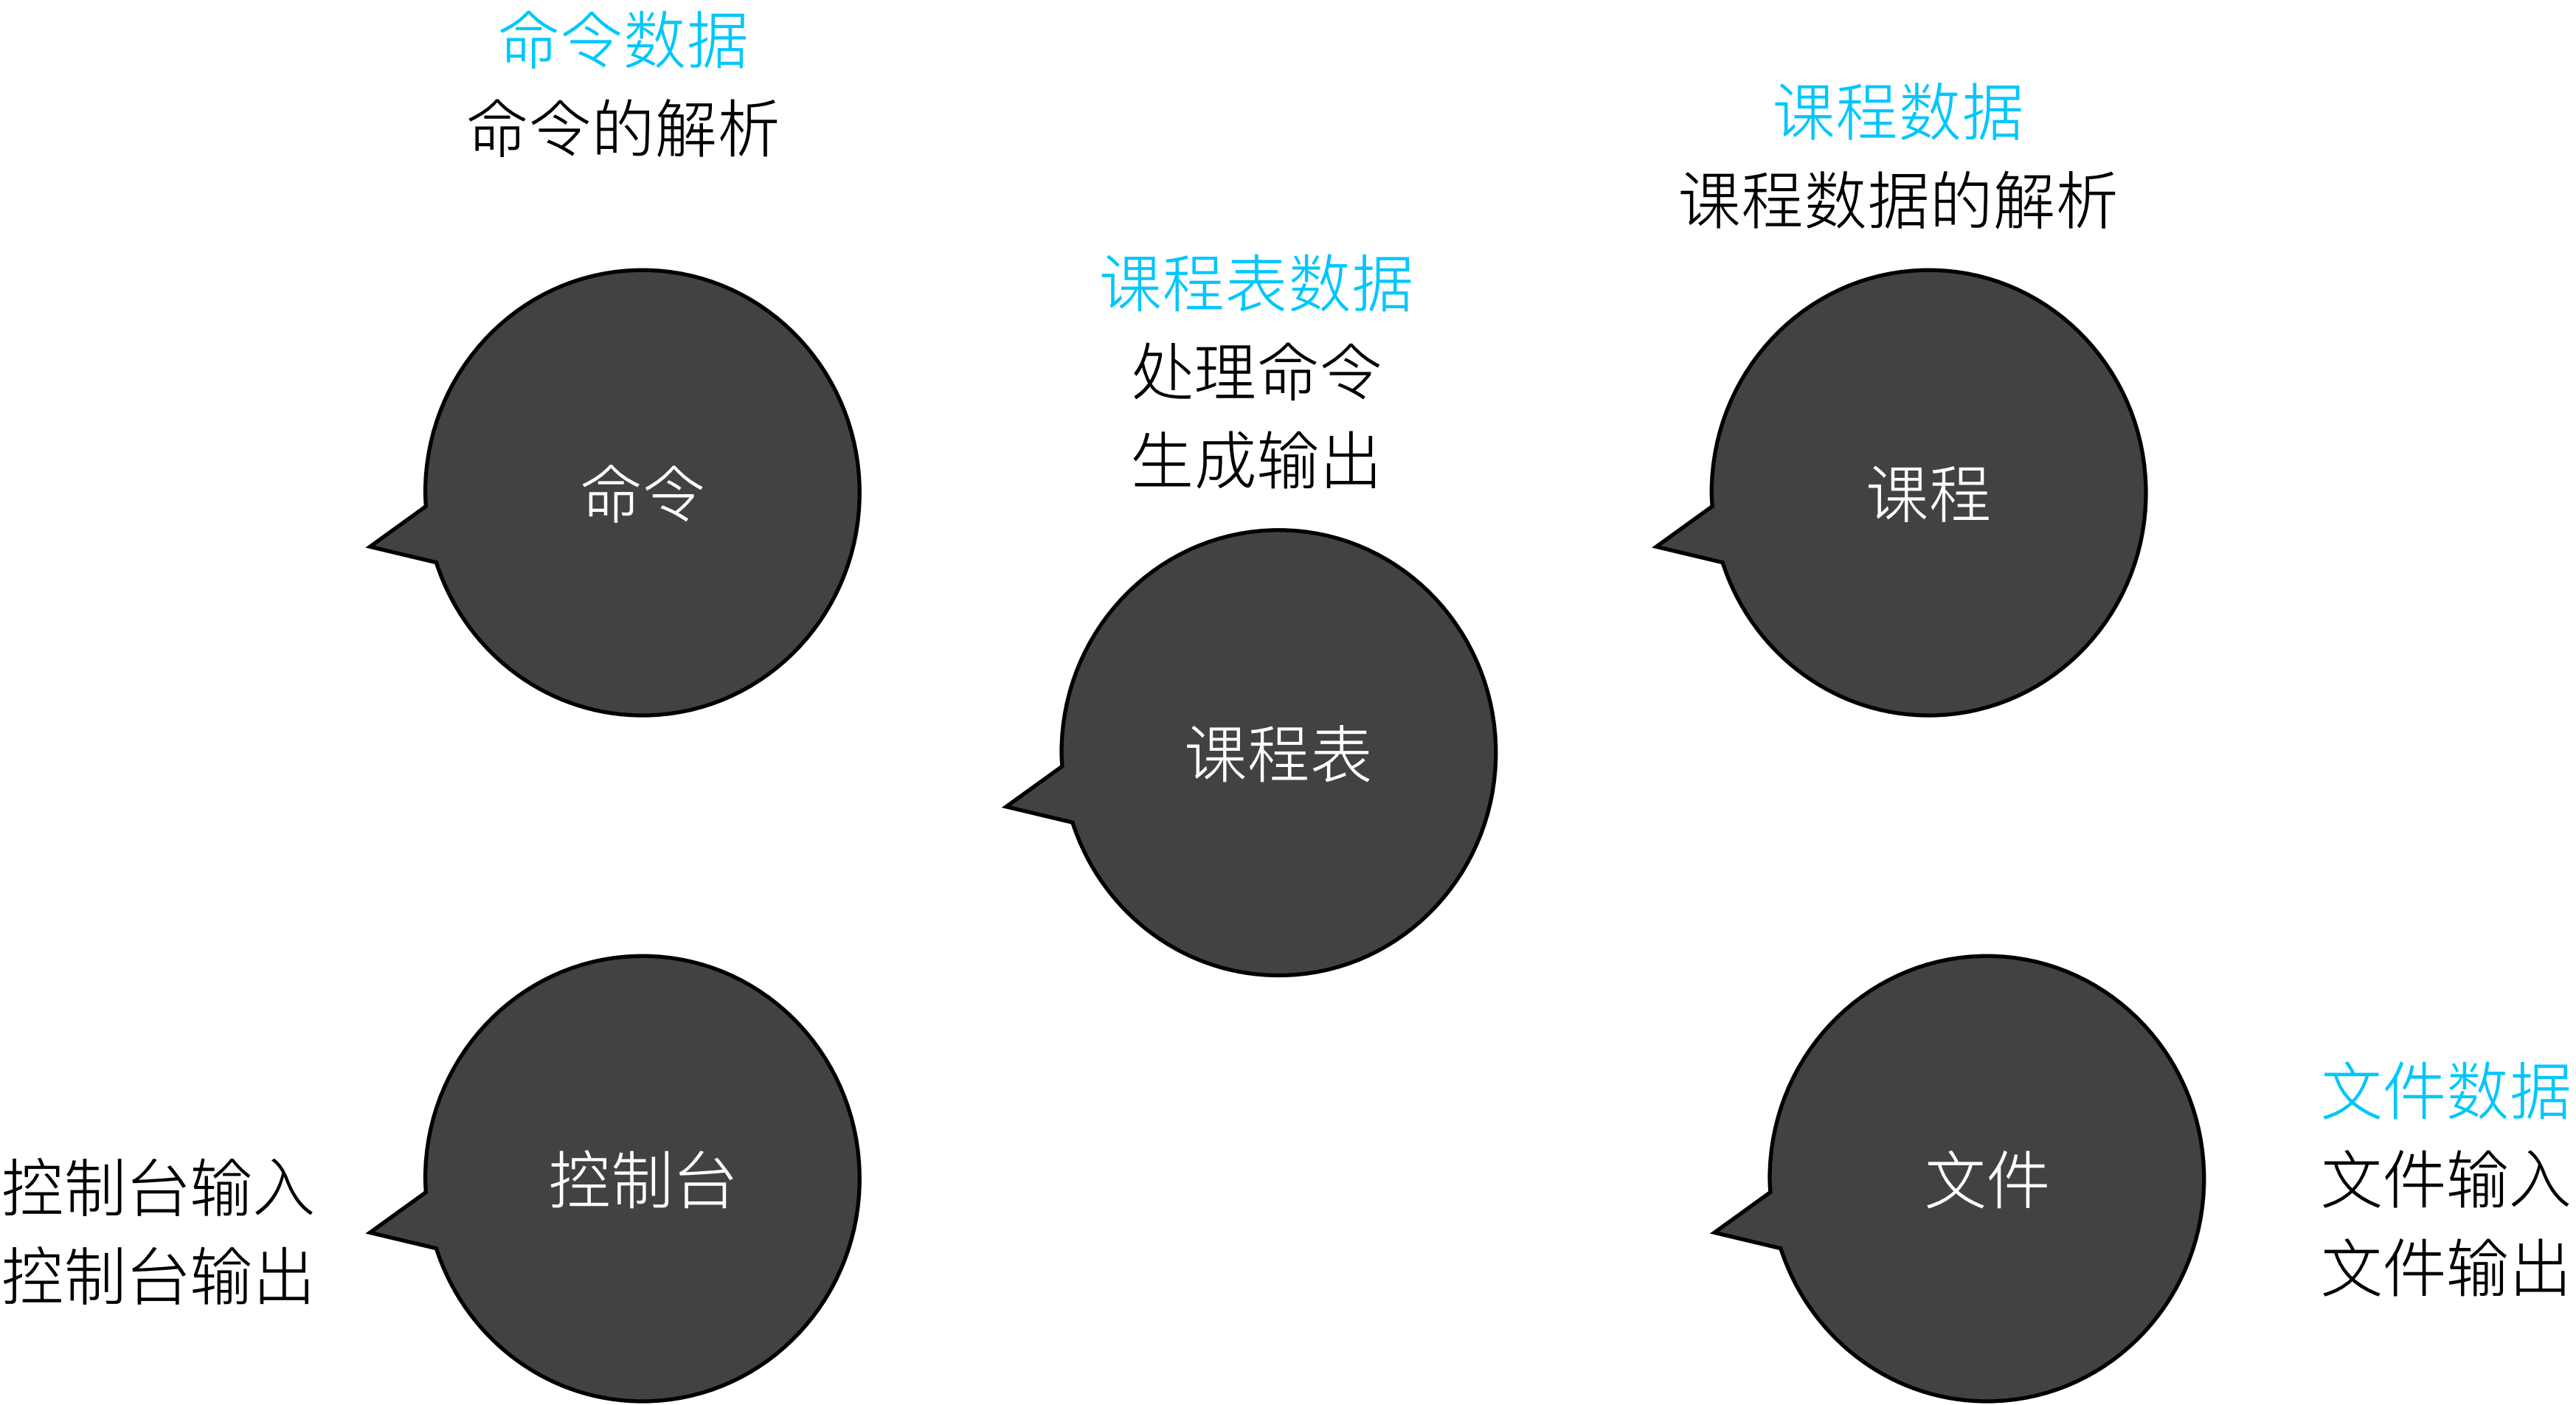 命令数据
命令的解析
命令
课程表数据
处理命令
生成输出
课程表
课程数据
课程数据的解析
课程
控制台输入
控制台输出
控制台
文件
文件数据
文件输入
文件输出